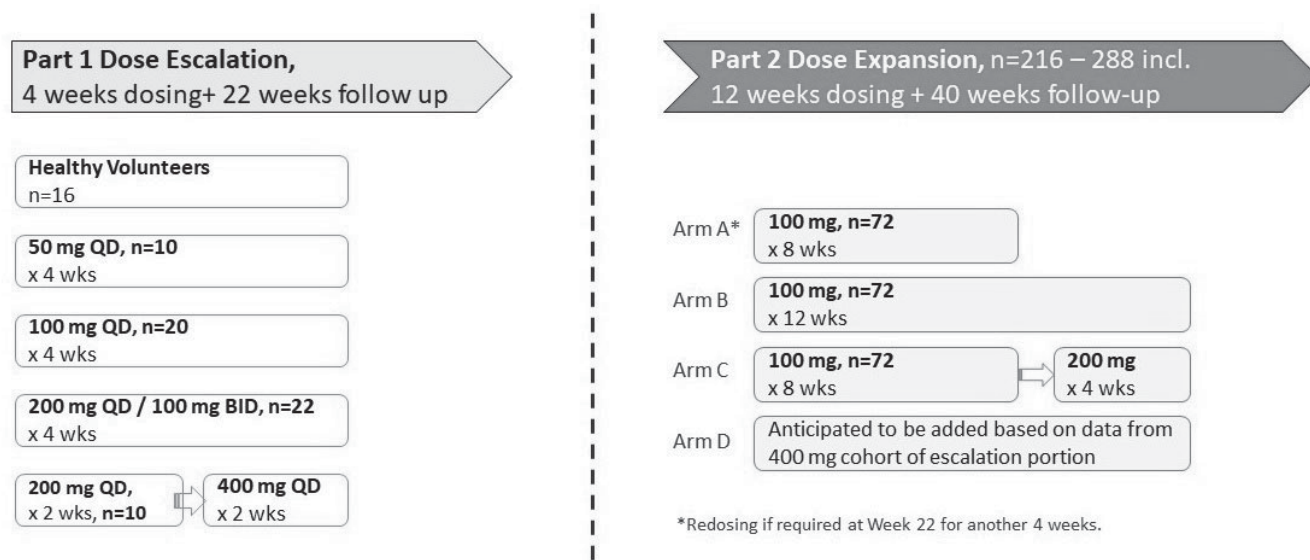 Part 1 Dose Escalation,
4 weeks dosing+ 22 weeks follow up
Healthy Volunteers
n=16
50 mg QD, n=10
x 4 wks
100 mg QD, n=20
x 4 wks
200 mg QD / 100 mg BID, n=22
x 4 wks
200 mg QD,
x 2 wks, n=10
400 mg QD
x 2 wks
Part 2 Dose Expansion, n=216 – 288 incl.
12 weeks dosing + 40 weeks follow-up
Arm A*
100 mg, n=72
x 8 wks
Arm B
100 mg, n=72
x 12 wks
Arm C
100 mg, n=72
x 8 wks
200 mg
x 4 wks
Arm D
Anticipated to be added based on data from
400 mg cohort of escalation portion
*Redosing if required at Week 22 for another 4 weeks.